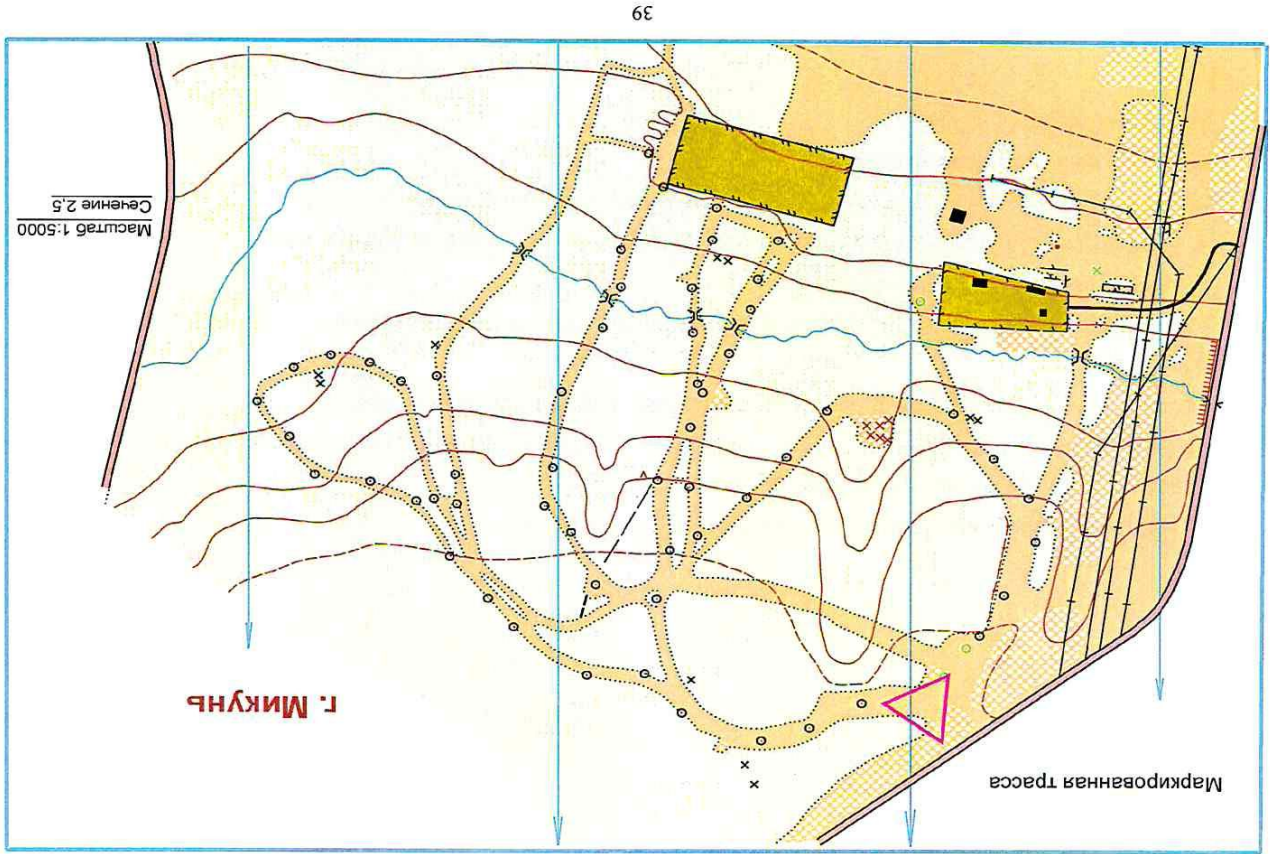 Маркированная трасса
г. Микунь
Масштаб 1:5000
Сечение 2,5
39